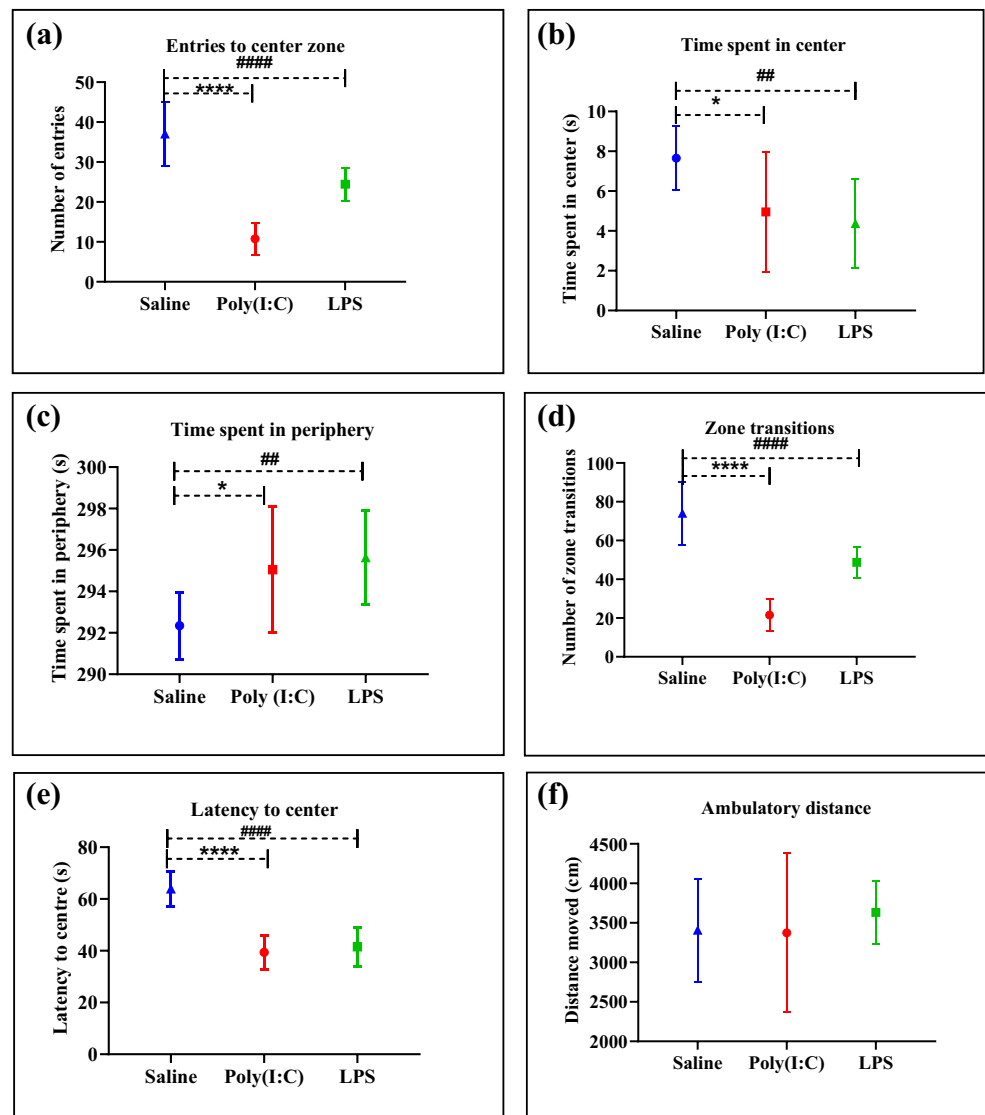 (a)
Entries to center zone
####
****
Number of entries
50
40
30
20
10
0
Saline Poly(I:C) LPS
(b)
Time spent in center
##
*
Time spent in center (s)
10
8
6
4
2
0
Saline Poly (I:C) LPS
(c)
Time spent in periphery
##
*
Time spent in periphery (s)
300
298
296
294
292
290
Saline Poly (I:C) LPS
(d)
Zone transitions
####
****
Number of zone transitions
100
80
60
40
20
0
Saline Poly(I:C) LPS
(e)
Latency to center
####
****
Latency to centre (s)
80
60
40
20
0
Saline Poly(I:C) LPS
(f)
Ambulatory distance
Distance moved (cm)
4500
4000
3500
3000
2500
2000
Saline Poly(I:C) LPS